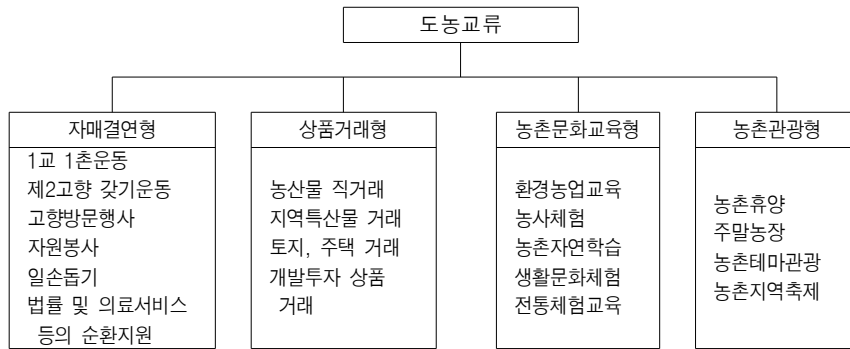 도농교류
자매결연형
1교 1촌운동
제2고향 갖기운동
고향방문행사
자원봉사
일손돕기
법률 및 의료서비스
등의 순환지원
상품거래형
농산물 직거래
지역특산물 거래
토지, 주택 거래
개발투자 상품
거래
농촌문화교육형
환경농업교육
농사체험
농촌자연학습
생활문화체험
전통체험교육
농촌관광형
농촌휴양
주말농장
농촌테마관광
농촌지역축제